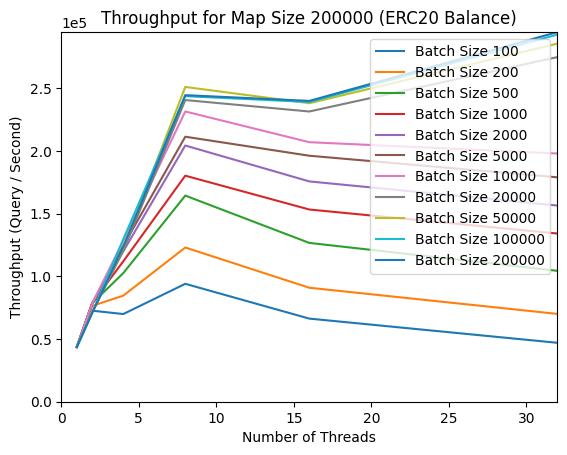 Throughput for Map Size 200000 (ERC20 Balance)
1e5
Batch Size 100
Batch Size 200
Batch Size 500
Batch Size 1000
Batch Size 2000
Batch Size 5000
Batch Size 10000
Batch Size 20000
Batch Size 50000
Batch Size 100000
Batch Size 200000
Throughput (Query / Second)
2.5
2.0
1.5
1.0
0.5
0.0
0 5 10 15 20 25 30
Number of Threads